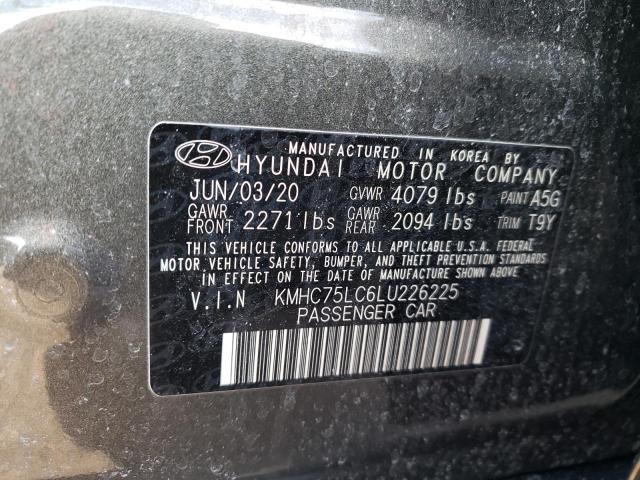 MANUFACTURED IN KOREA BY
HYUNDAI MOTOR COMPANY
JUN/03/20 GVWR 4079 lbs PAINT A5G
GAWR FRONT 2271 lbs GAWR REAR 2094 lbs TRIM T9Y
THIS VEHICLE CONFORMS TO ALL APPLICABLE U.S.A. FEDERAL
MOTOR VEHICLE SAFETY, BUMPER, AND THEFT PREVENTION STANDARDS
IN EFFECT ON THE DATE OF MANUFACTURE SHOWN ABOVE.
V.I.N KMHC75LC6LU226225
PASSENGER CAR